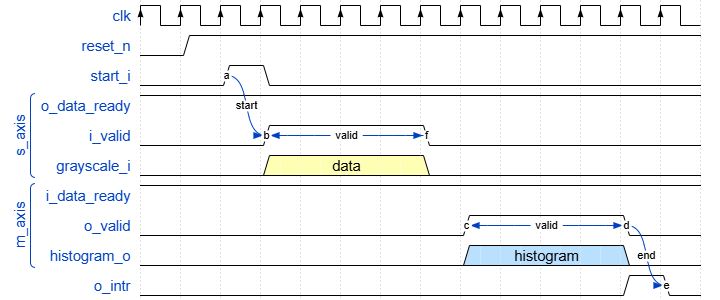 clk
reset_n
start_i
a
start
s_axis
o_data_ready
i_valid
b valid f
grayscale_i
data
m_axis
i_data_ready
o_valid
c valid d
histogram_o
histogram
end
o_intr
e